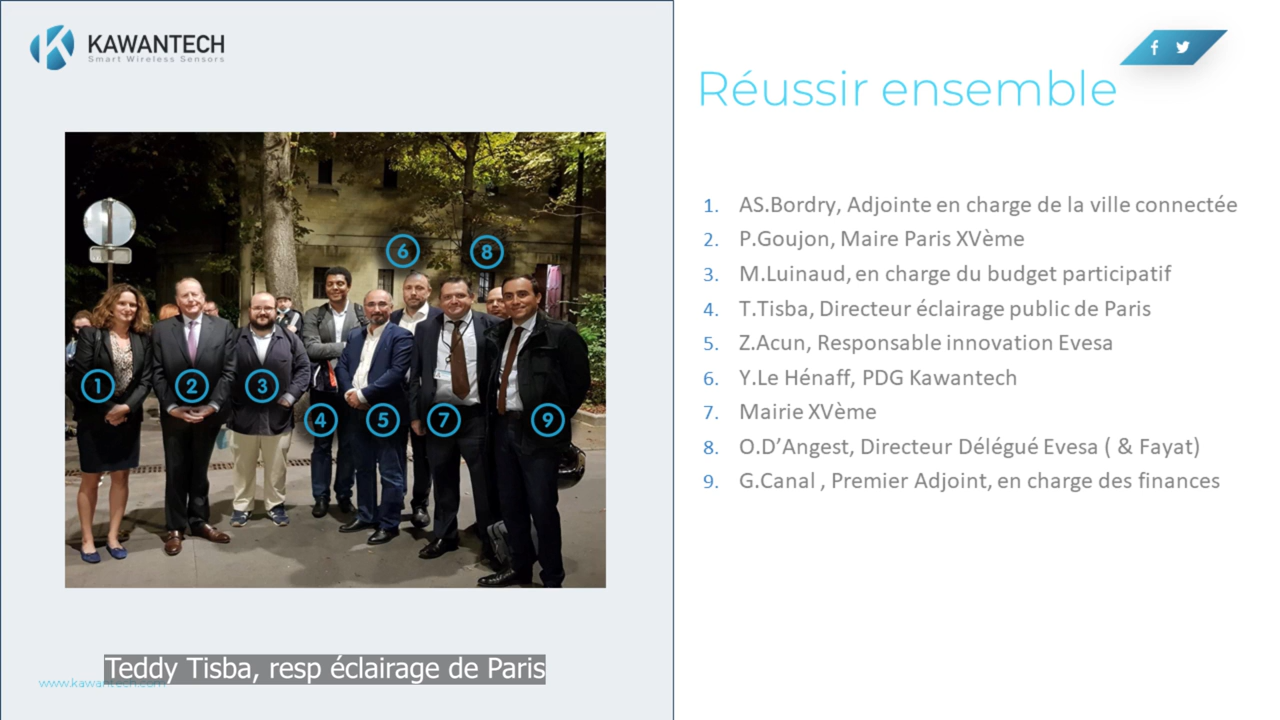 KAWANTECH
Smart Wireless Sensors
Réussir ensemble
1. AS.Bordry, Adjointe en charge de la ville connectée
2. P.Goujon, Maire Paris XVème
3. M.Luinaud, en charge du budget participatif
4. T.Tisba, Directeur éclairage public de Paris
5. Z.Acun, Responsable innovation Evesa
6. Y.Le Hénaff, PDG Kawantech
7. Mairie XVème
8. O.D’Angest, Directeur Délégué Evesa ( & Fayat)
9. G.Canal , Premier Adjoint, en charge des finances
6
8
1
2
3
4
5
7
9
Teddy Tisba, resp éclairage de Paris
www.kawantech.com